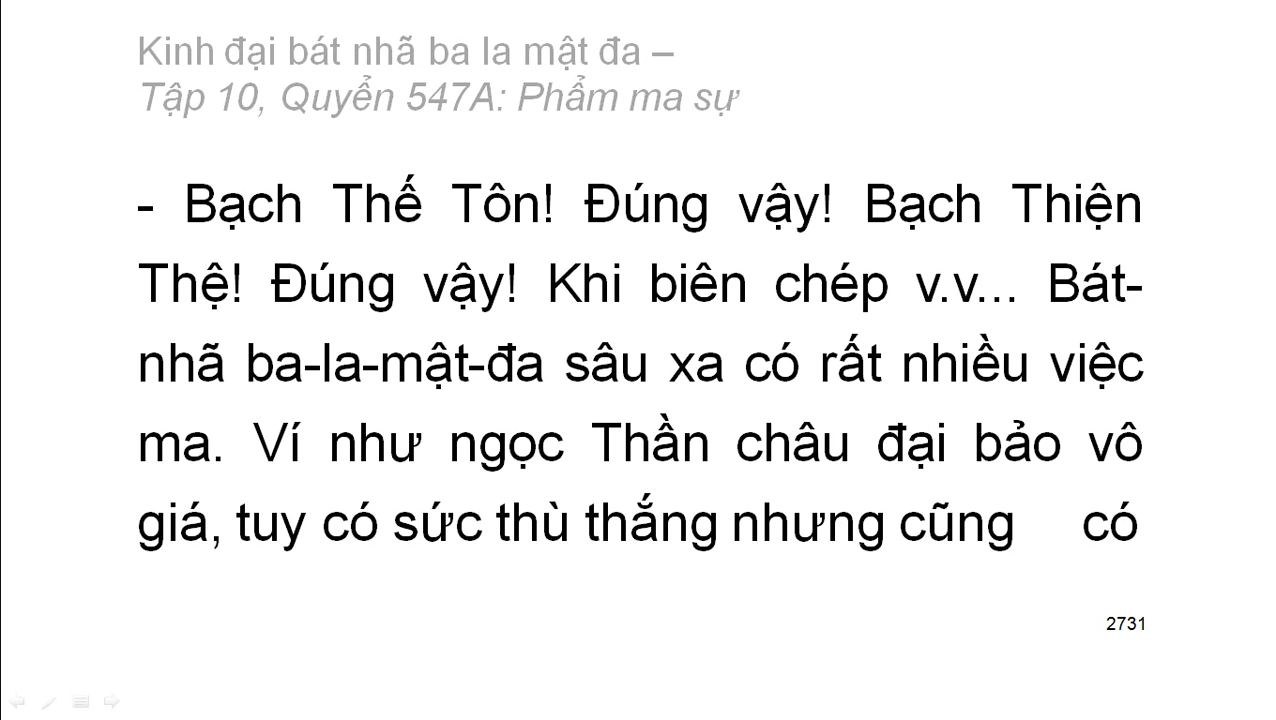 Kinh đại bát nhã ba la mật đa –
Tập 10, Quyển 547A: Phẩm ma sự
- Bạch Thế Tôn! Đúng vậy! Bạch Thiện
Thệ! Đúng vậy! Khi biên chép v.v... Bát-
nhã ba-la-mật-đa sâu xa có rất nhiều việc
ma. Ví như ngọc Thần châu đại bảo vô
giá, tuy có sức thù thắng nhưng cũng có
2731